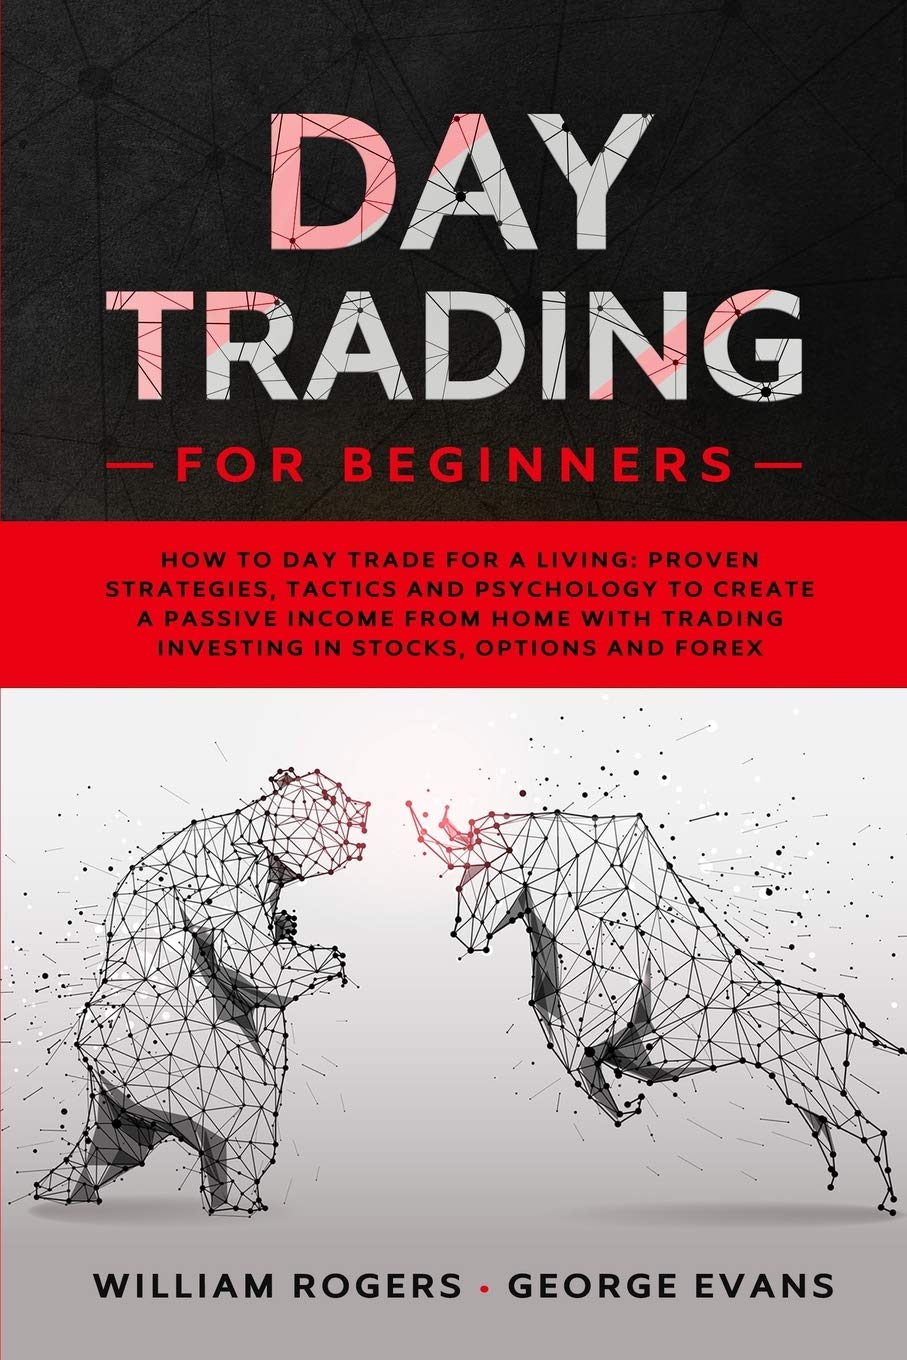 DAY
TRADING
— FOR BEGINNERS —
HOW TO DAY TRADE FOR A LIVING: PROVEN
STRATEGIES, TACTICS AND PSYCHOLOGY TO CREATE
A PASSIVE INCOME FROM HOME WITH TRADING
INVESTING IN STOCKS, OPTIONS AND FOREX
WILLIAM ROGERS • GEORGE EVANS